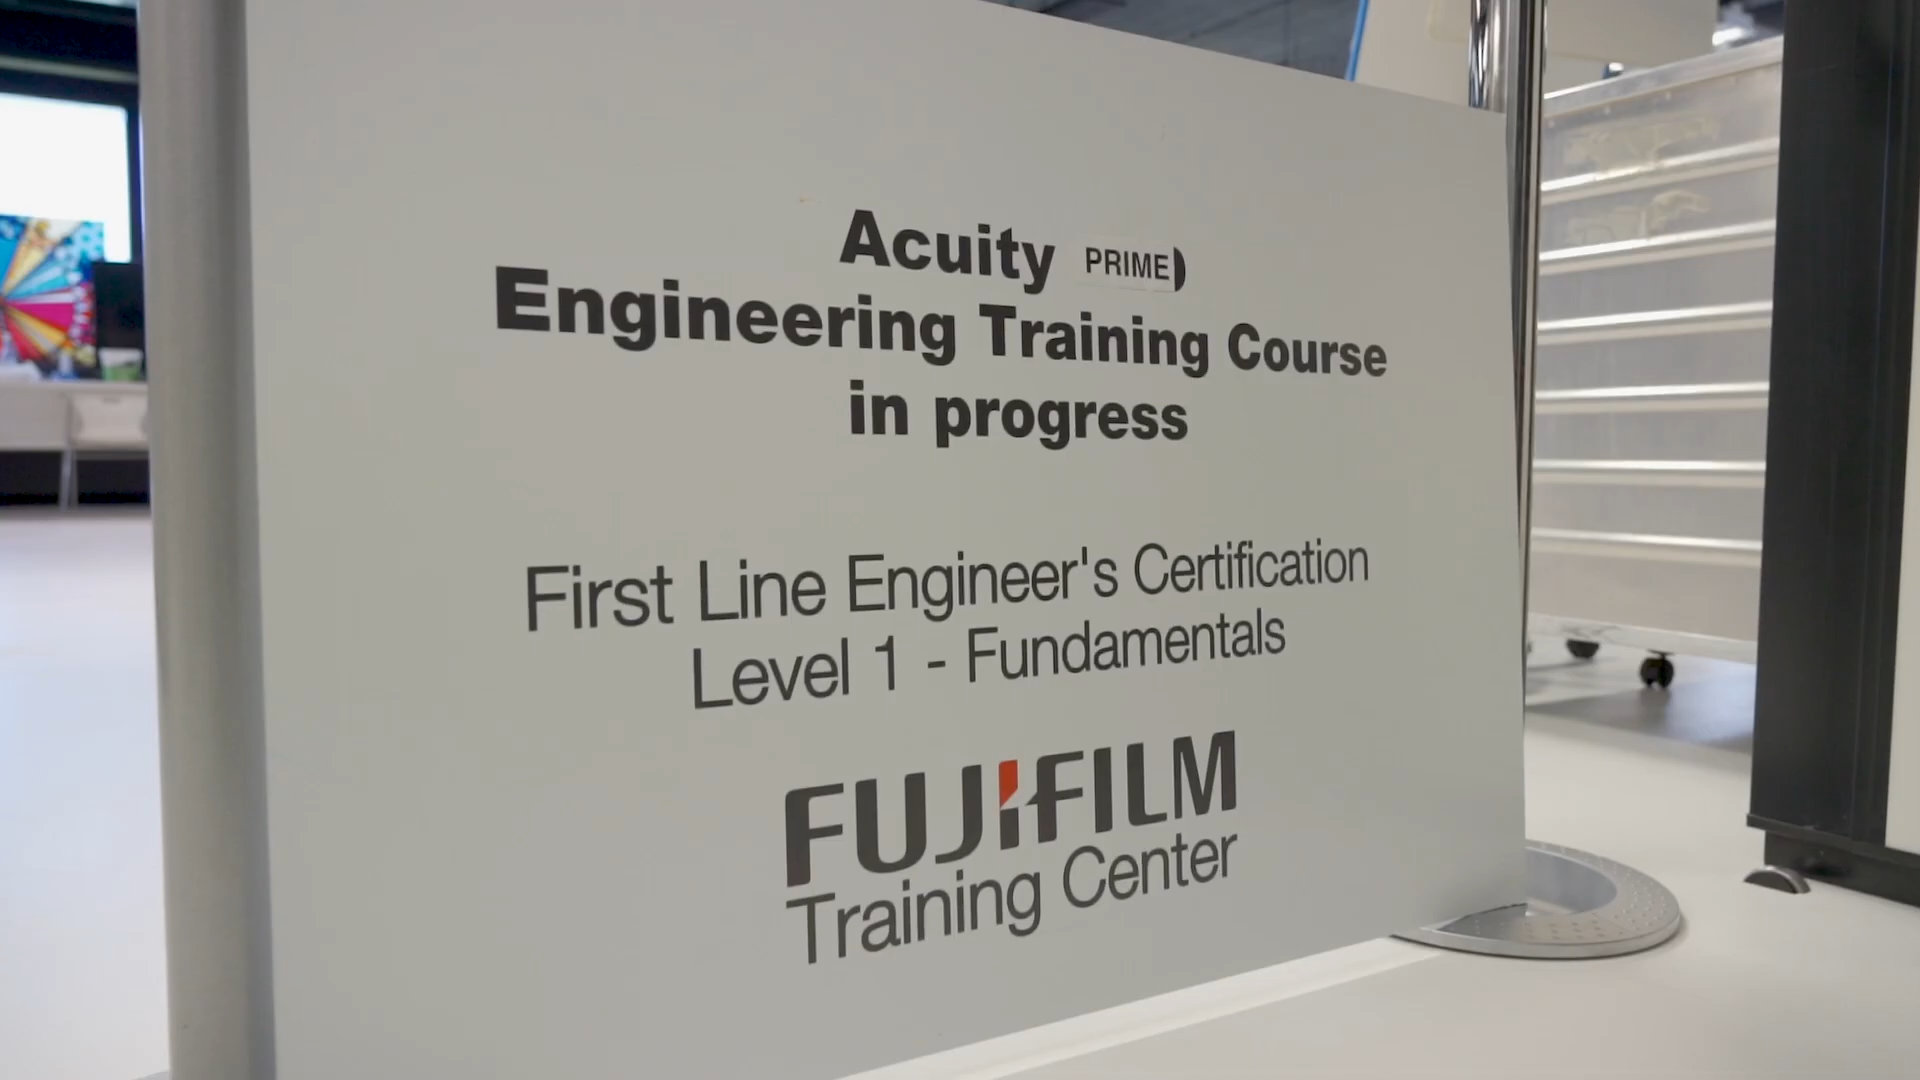 Acuity PRIME
Engineering Training Course
in progress
First Line Engineer's Certification
Level 1 - Fundamentals
FUJIFILM
Training Center